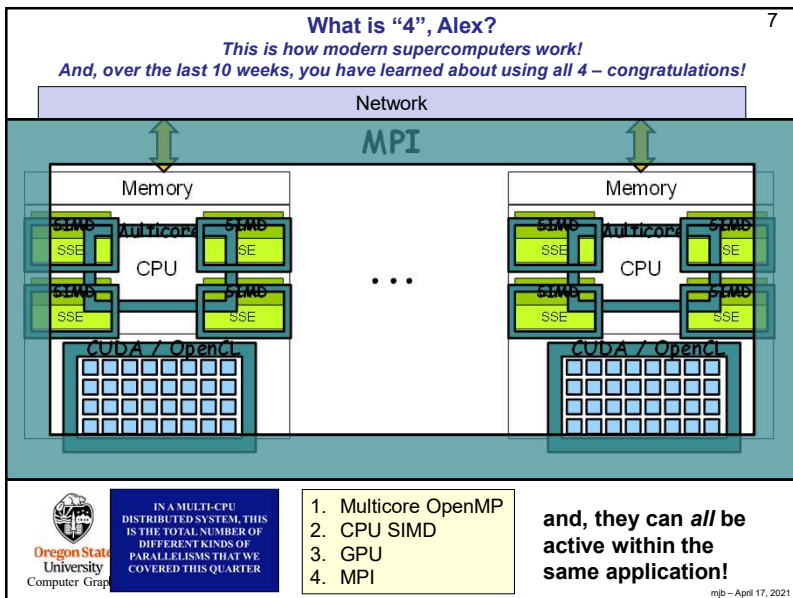 What is “4”, Alex?
7
This is how modern supercomputers work!
And, over the last 10 weeks, you have learned about using all 4 – congratulations!
Network
MPI
Memory
Memory
SIMD
Multicore
SIMD
SIMD
Multicore
SIMD
SSE
SSE
SSE
SSE
CPU
...
CPU
SIMD
SIMD
SIMD
SIMD
SSE
SSE
SSE
SSE
CUDA / OpenCL
CUDA / OpenCL
IN A MULTI-CPU
DISTRIBUTED SYSTEM, THIS
IS THE TOTAL NUMBER OF
DIFFERENT KINDS OF
PARALLELISMS THAT WE
COVERED THIS QUARTER
Oregon State
University
Computer Grap
1. Multicore OpenMP
2. CPU SIMD
3. GPU
4. MPI
and, they can all be
active within the
same application!
mjb – April 17, 2021